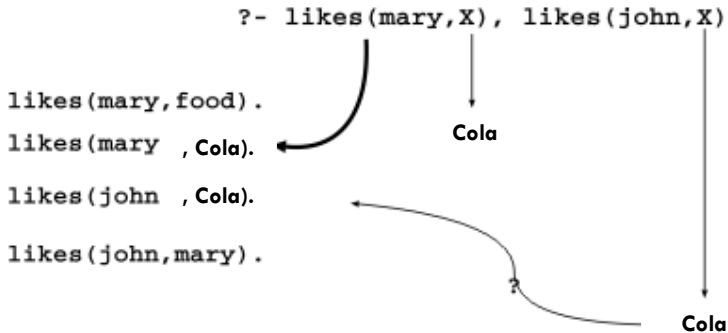 ?- likes(mary,X), likes(john,X)
likes(mary,food).
likes(mary , Cola).
Cola
likes(john , Cola).
likes(john,mary).
?
Cola